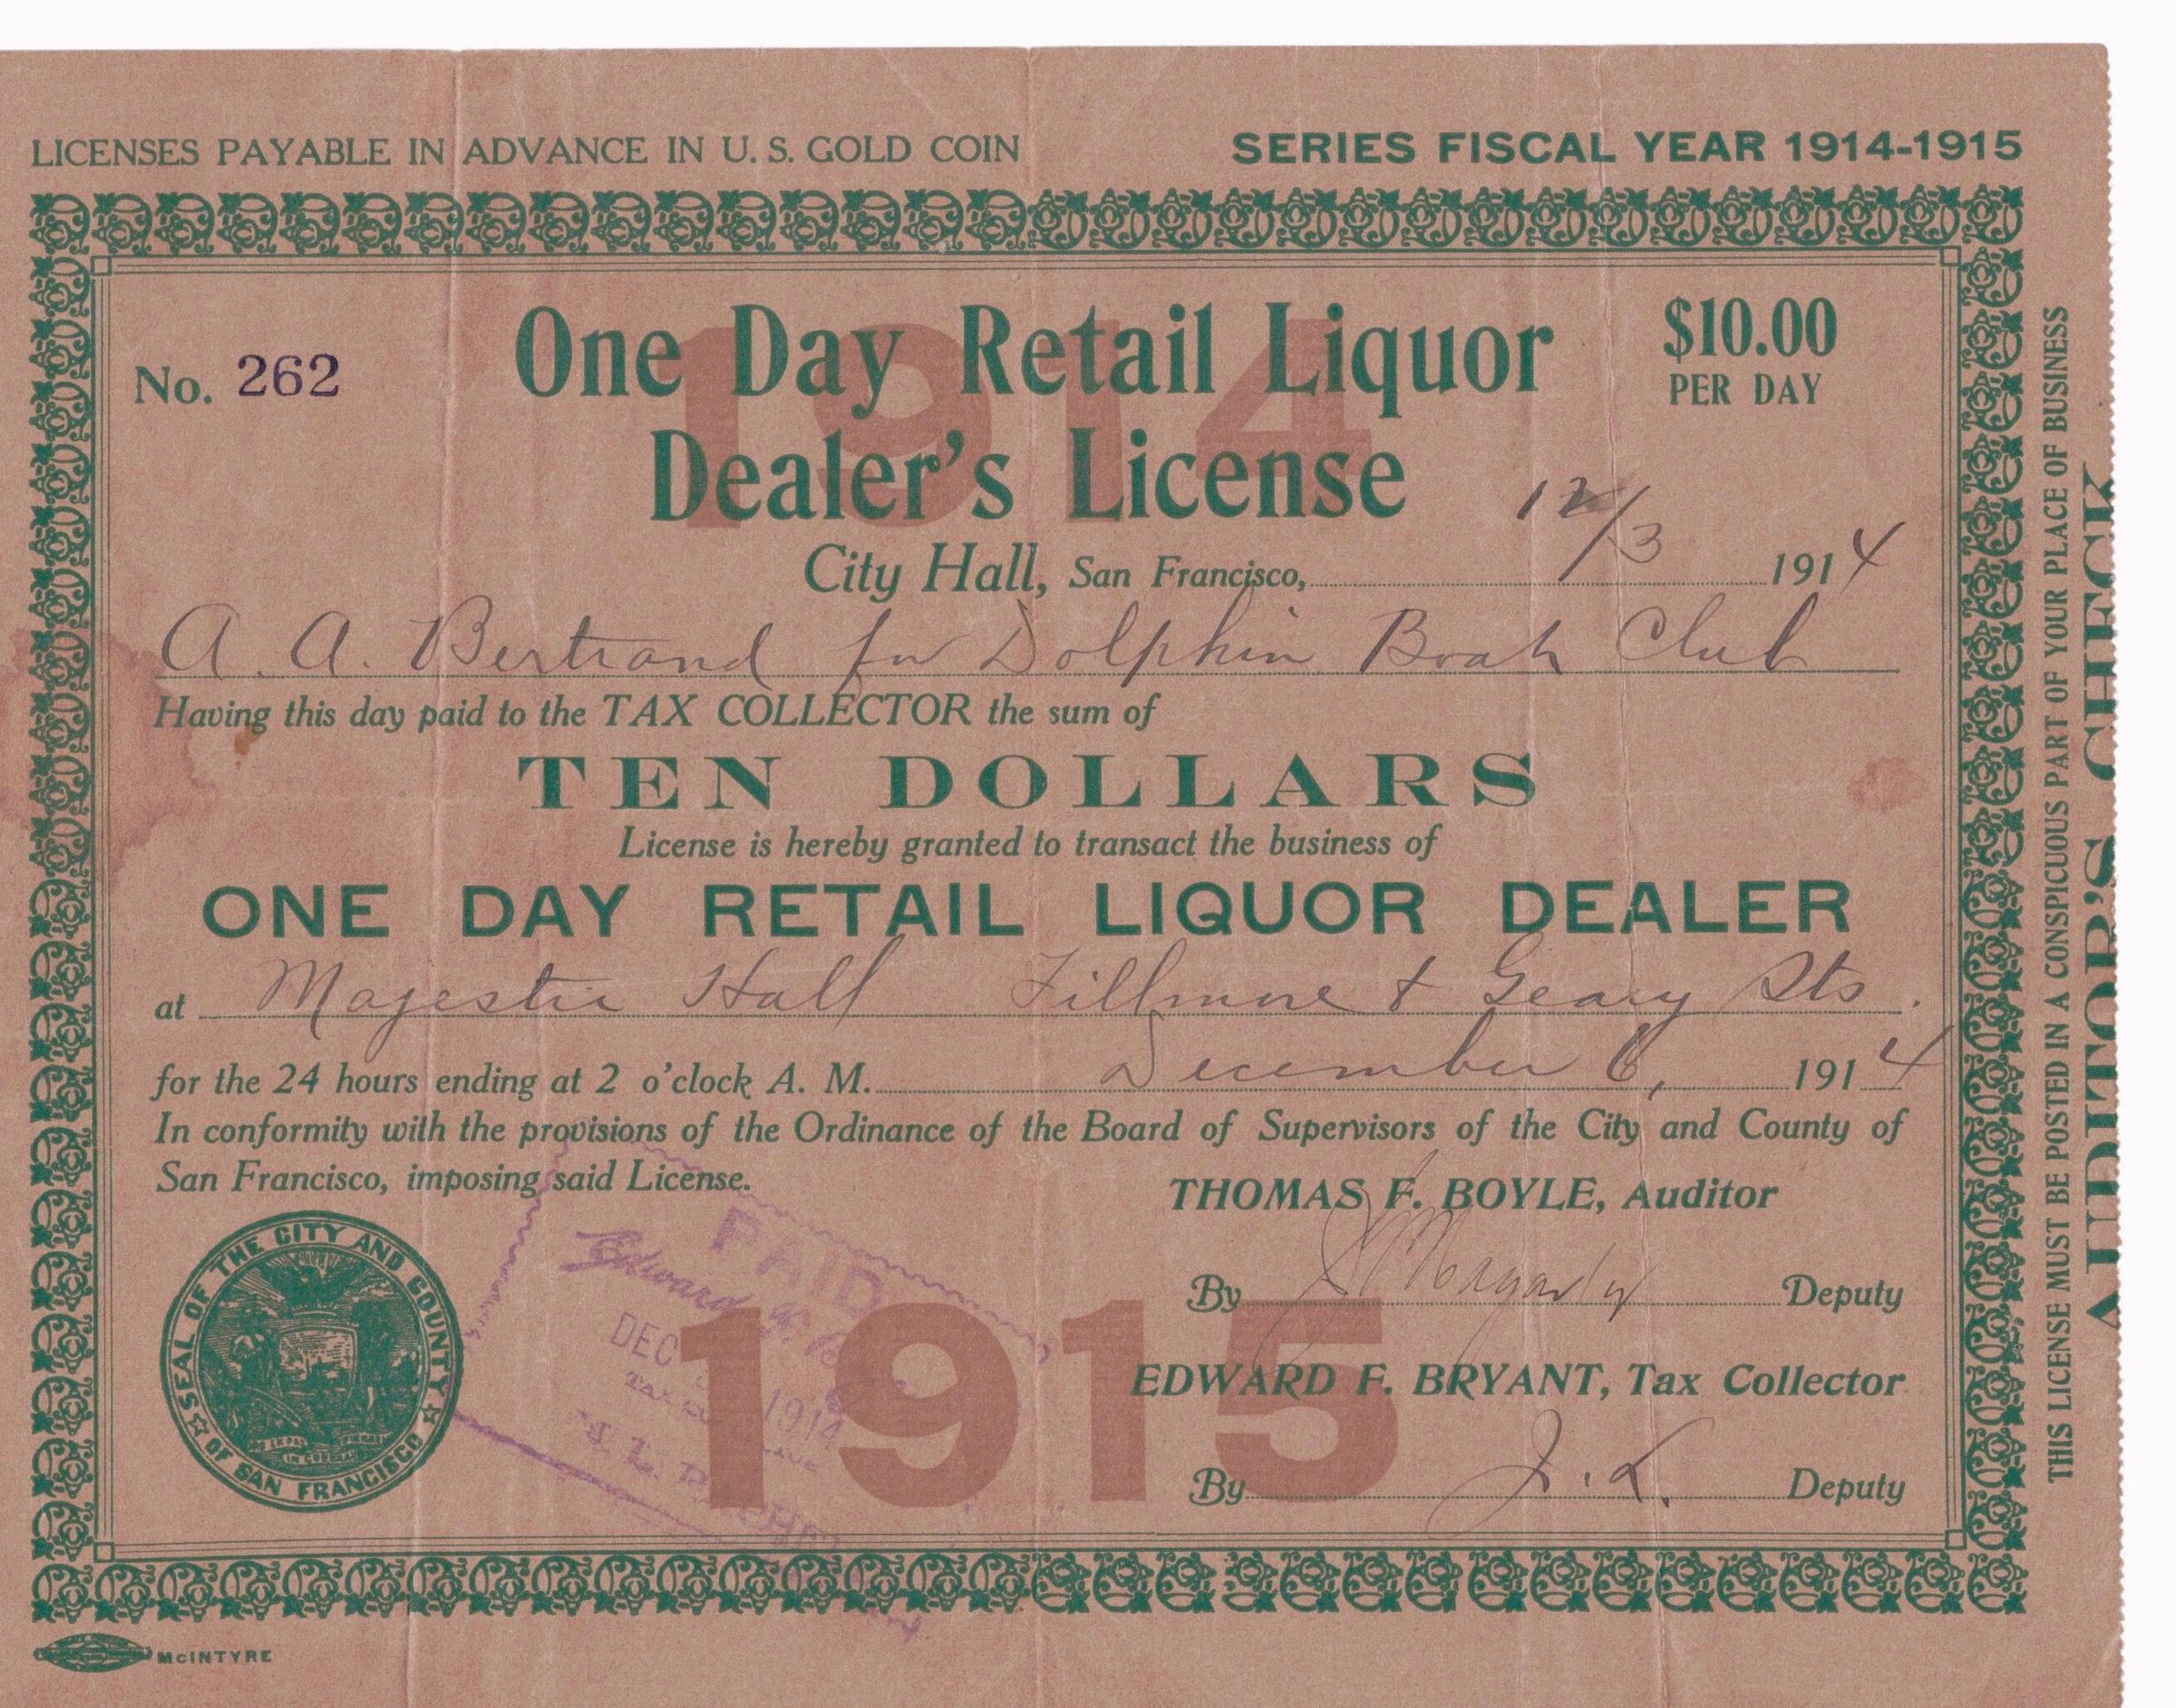 LICENSES PAYABLE IN ADVANCE IN U. S. GOLD COIN
SERIES FISCAL YEAR 1914-1915
No. 262
One Day Retail Liquor
Dealer's License
1914
$10.00
PER DAY
City Hall, San Francisco, 12/3 1914
A. A. Bertrand for Dolphin Boat Club
Having this day paid to the TAX COLLECTOR the sum of
TEN DOLLARS
License is hereby granted to transact the business of
ONE DAY RETAIL LIQUOR DEALER
at Majestic Hall Fillmore & Geary Sts.
for the 24 hours ending at 2 o'clock A. M. December 6, 1914
In conformity with the provisions of the Ordinance of the Board of Supervisors of the City and County of
San Francisco, imposing said License.
THOMAS F. BOYLE, Auditor
By Deputy
EDWARD F. BRYANT, Tax Collector
By J. L. Deputy
1915
SEAL OF THE CITY AND COUNTY OF SAN FRANCISCO
PAID
Edward
DEC 1914
J. L.
McINTYRE
THIS LICENSE MUST BE POSTED IN A CONSPICUOUS PART OF YOUR PLACE OF BUSINESS
AUDITOR'S CHECK